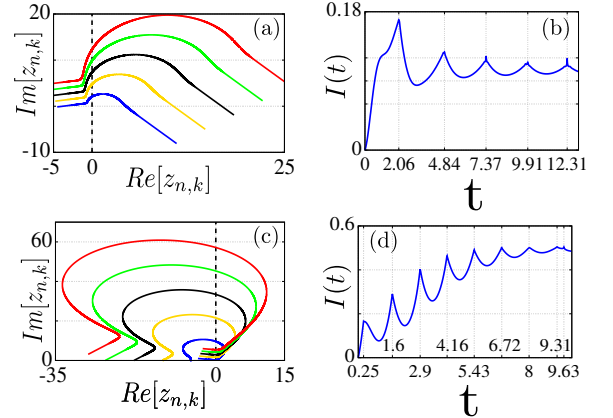 20
(a)
Im[z_{n,k}]
-10
-5
0
25
Re[z_{n,k}]
0.18
(b)
I(t)
0
0
2.06
4.84
7.37
9.91
12.31
t
60
(c)
Im[z_{n,k}]
0
-35
0
15
Re[z_{n,k}]
0.6
(d)
I(t)
0
1.6
4.16
6.72
9.31
0.25
2.9
5.43
8
9.63
t